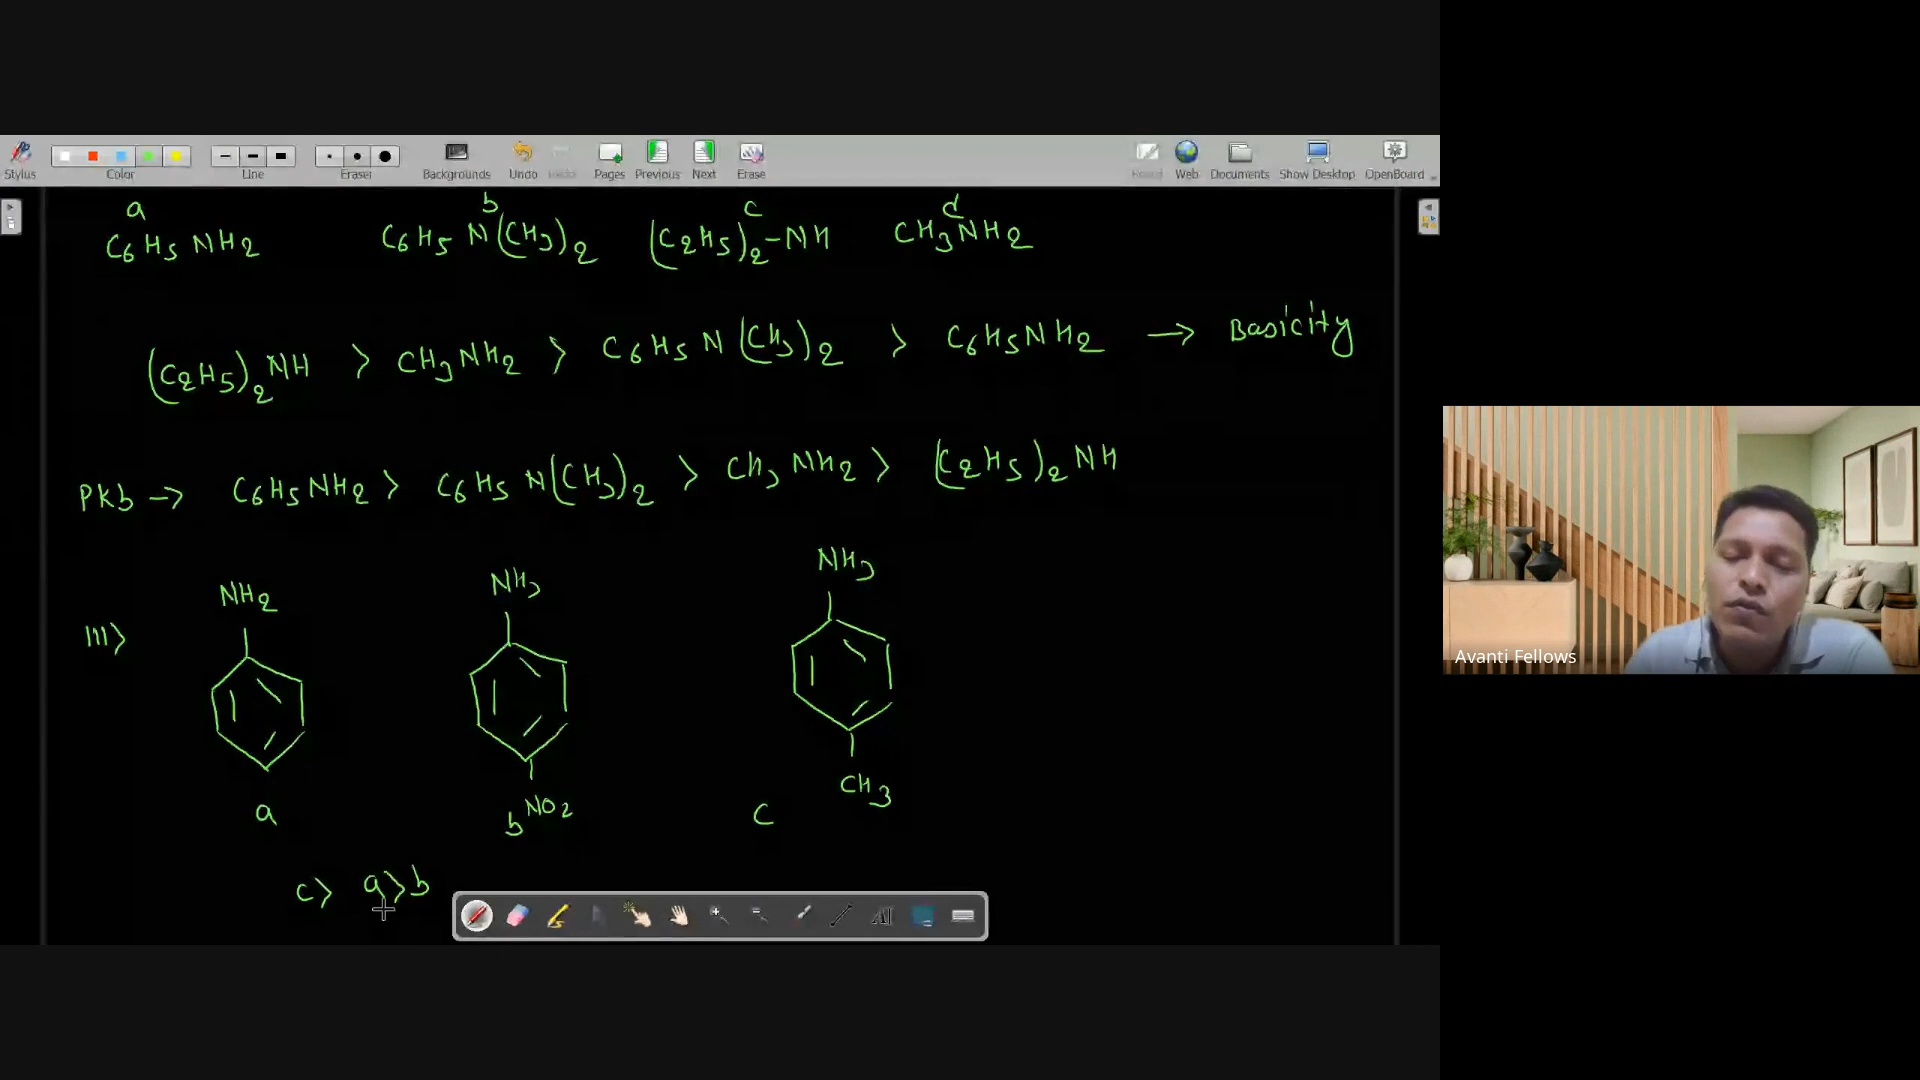 Stylus Color Line Eraser Backgrounds Undo Pages Previous Next Erase Web Documents Show Desktop OpenBoard
a b c d
C6H5NH2 C6H5N(CH3)2 (C2H5)2-NH CH3NH2
(C2H5)2NH > CH3NH2 > C6H5N(CH3)2 > C6H5NH2 → Basicity
PKb → C6H5NH2 > C6H5N(CH3)2 > CH3NH2 > (C2H5)2NH
NH2 NH3 NH3
III>
NO2 CH3
a b c
c> a>b
Avanti Fellows